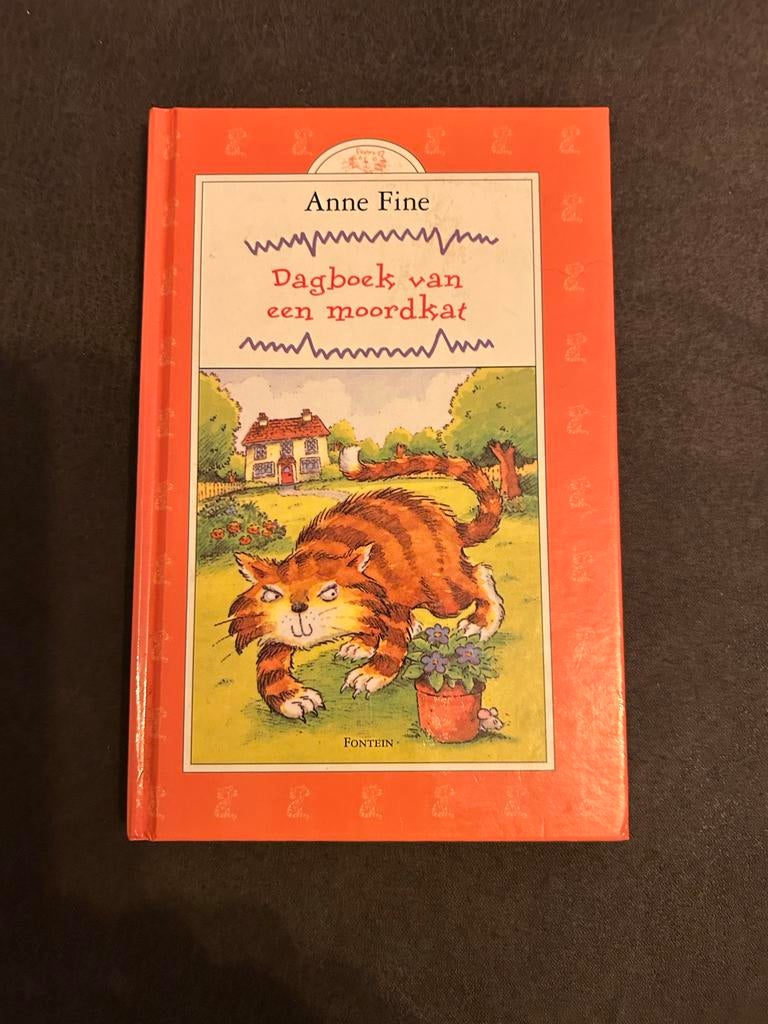 Anne Fine
Dagboek van
een moordkat
FONTEIN